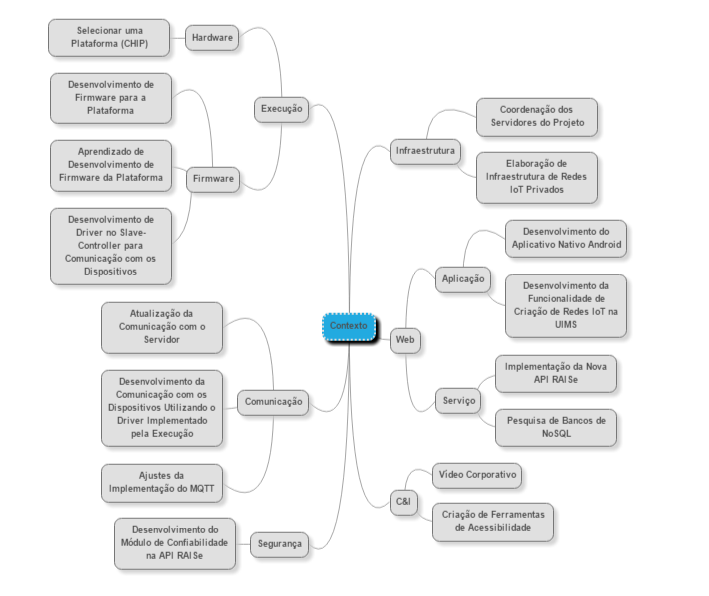 Selecionar uma
Plataforma (CHIP)
Hardware
Desenvolvimento de
Firmware para a
Plataforma
Aprendizado de
Desenvolvimento de
Firmware da Plataforma
Desenvolvimento de
Driver no Slave-
Controller para
Comunicação com os
Dispositivos
Firmware
Execução
Atualização da
Comunicação com o
Servidor
Desenvolvimento da
Comunicação com os
Dispositivos Utilizando o
Driver Implementado
pela Execução
Ajustes da
Implementação do MQTT
Comunicação
Desenvolvimento do
Módulo de Confiabilidade
na API RAISe
Segurança
Contexto
Infraestrutura
Coordenação dos
Servidores do Projeto
Elaboração de
Infraestrutura de Redes
IoT Privados
Web
Aplicação
Desenvolvimento do
Aplicativo Nativo Android
Desenvolvimento da
Funcionalidade de
Criação de Redes IoT na
UIMS
Serviço
Implementação da Nova
API RAISe
Pesquisa de Bancos de
NoSQL
C&I
Vídeo Corporativo
Criação de Ferramentas
de Acessibilidade